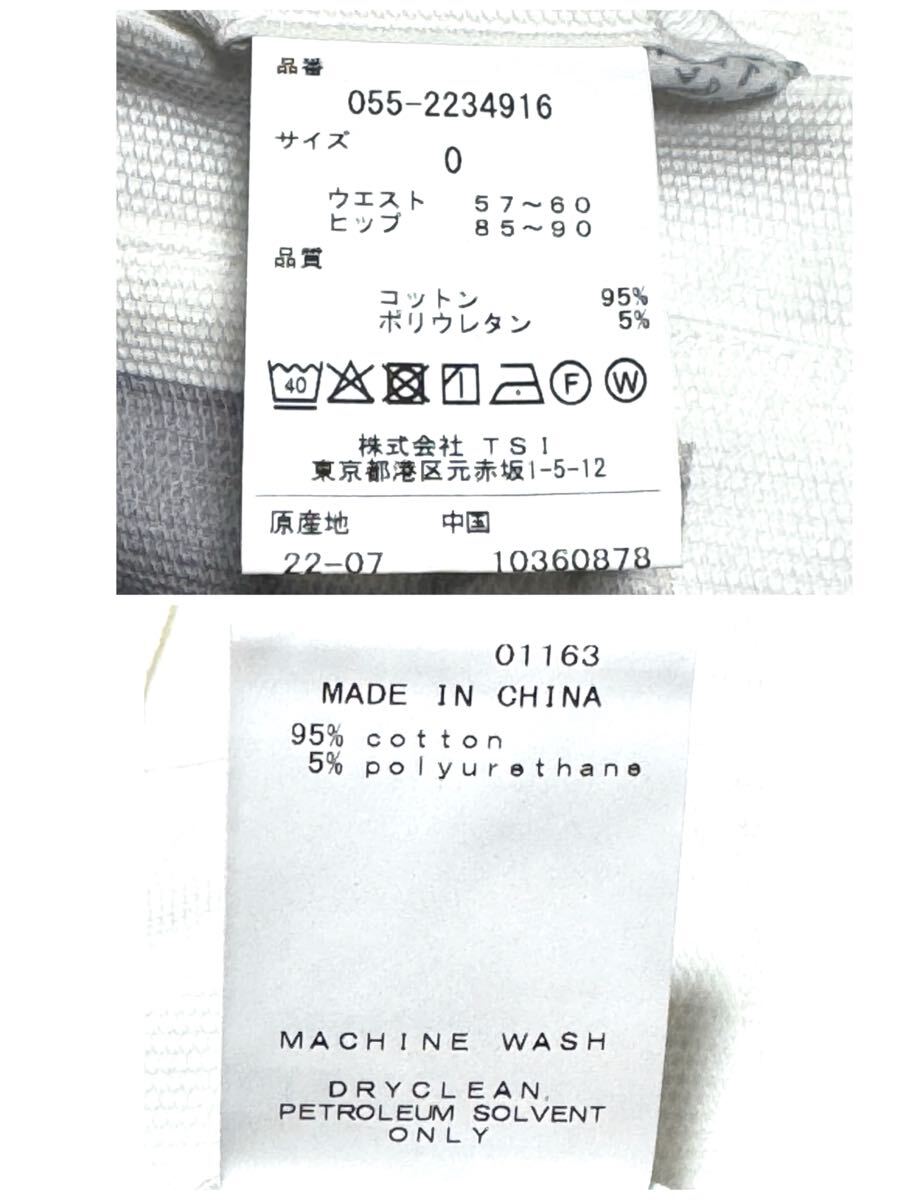 品番
055-2234916
サイズ
0
ウエスト 57～60
ヒップ 85～90
品質
コットン 95%
ポリウレタン 5%
40 F W
株式会社 TSI
東京都港区元赤坂1-5-12
原産地 中国
22-07 10360878
01163
MADE IN CHINA
95% cotton
5% polyurethane
MACHINE WASH
DRYCLEAN,
PETROLEUM SOLVENT
ONLY